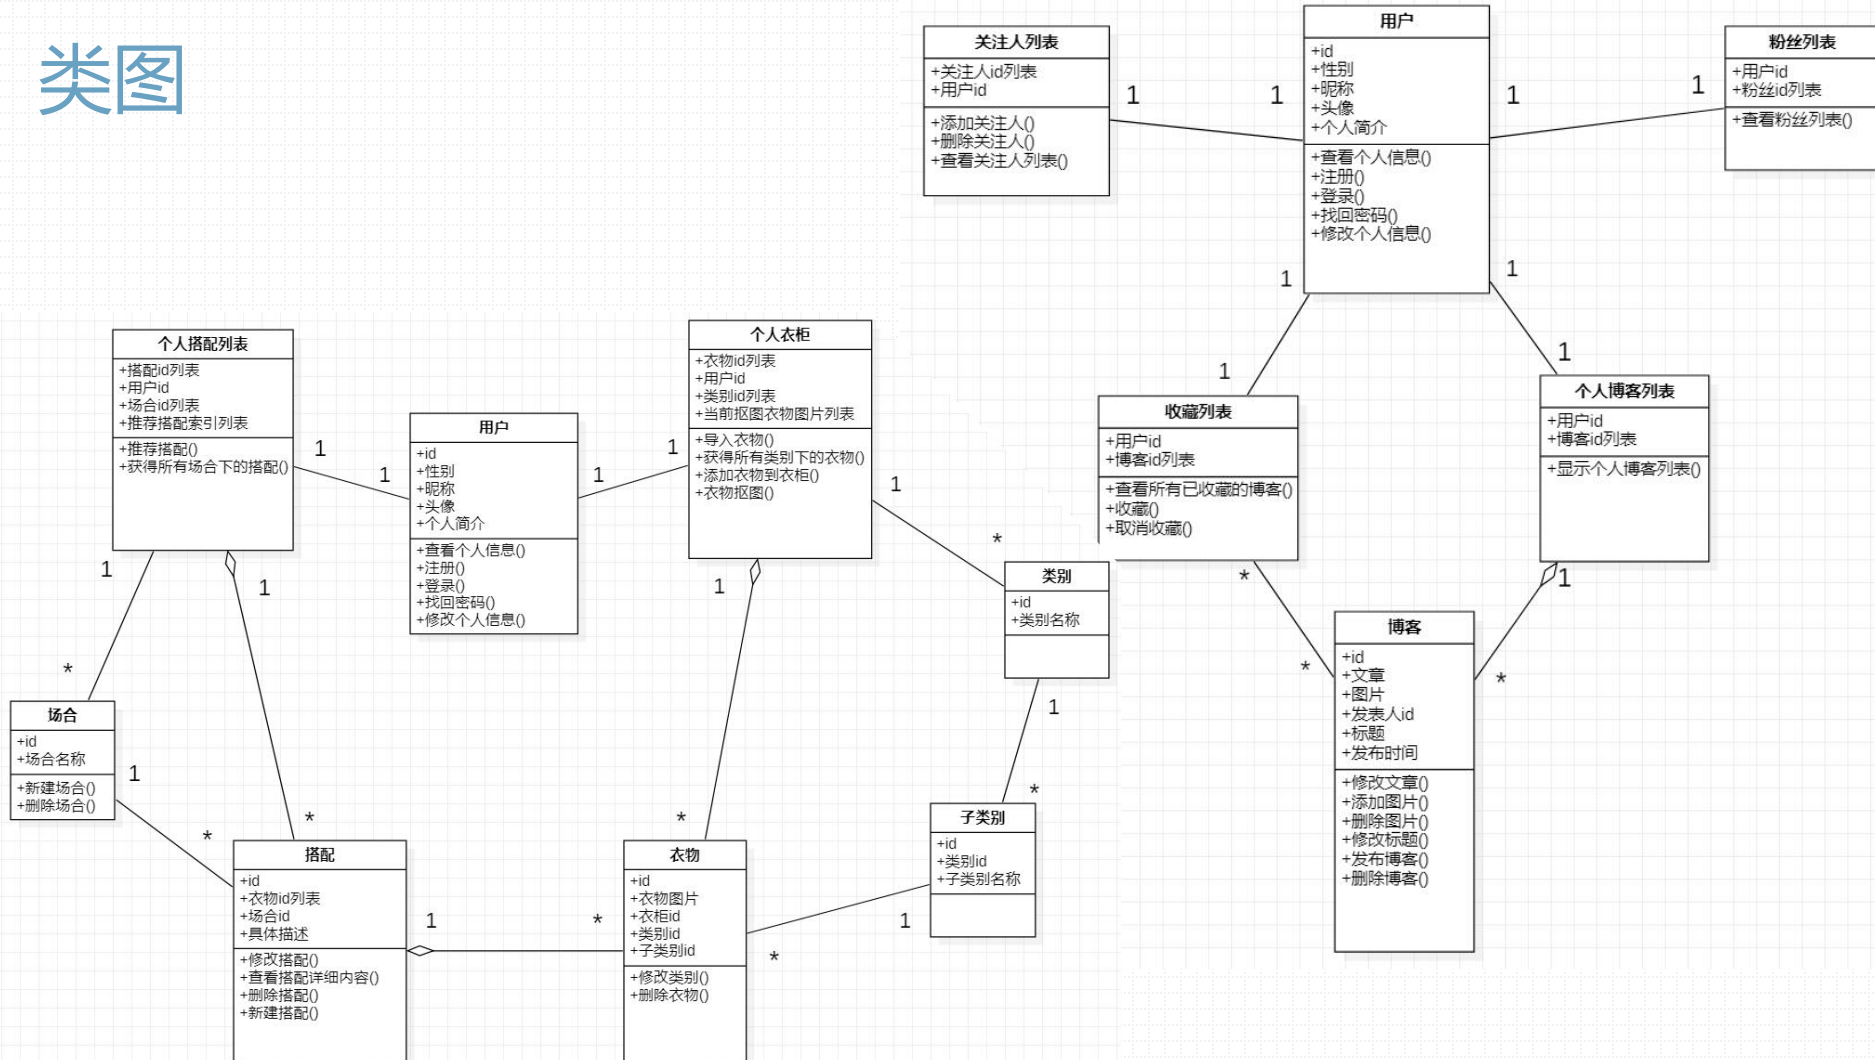 类图
关注人列表
+关注人id列表
+用户id
+添加关注人()
+删除关注人()
+查看关注人列表()
1
1
用户
+id
+性别
+昵称
+头像
+个人简介
+查看个人信息()
+注册()
+登录()
+找回密码()
+修改个人信息()
1
1
粉丝列表
+用户id
+粉丝id列表
+查看粉丝列表()
1
1
1
1
收藏列表
+用户id
+博客id列表
+查看所有已收藏的博客()
+收藏()
+取消收藏()
个人博客列表
+用户id
+博客id列表
+显示个人博客列表()
*
*
1
*
博客
+id
+文章
+图片
+发表人id
+标题
+发布时间
+修改文章()
+添加图片()
+删除图片()
+修改标题()
+发布博客()
+删除博客()
个人搭配列表
+搭配id列表
+用户id
+场合id列表
+推荐搭配索引列表
+推荐搭配()
+获得所有场合下的搭配()
1
1
用户
+id
+性别
+昵称
+头像
+个人简介
+查看个人信息()
+注册()
+登录()
+找回密码()
+修改个人信息()
1
1
个人衣柜
+衣物id列表
+用户id
+类别id列表
+当前抠图衣物图片列表
+导入衣物()
+获得所有类别下的衣物()
+添加衣物到衣柜()
+衣物抠图()
1
*
类别
+id
+类别名称
1
1
1
*
场合
+id
+场合名称
+新建场合()
+删除场合()
1
*
*
*
1
*
子类别
+id
+类别id
+子类别名称
搭配
+id
+衣物id列表
+场合id
+具体描述
+修改搭配()
+查看搭配详细内容()
+删除搭配()
+新建搭配()
1
*
衣物
+id
+衣物图片
+衣柜id
+类别id
+子类别id
+修改类别()
+删除衣物()
1
*